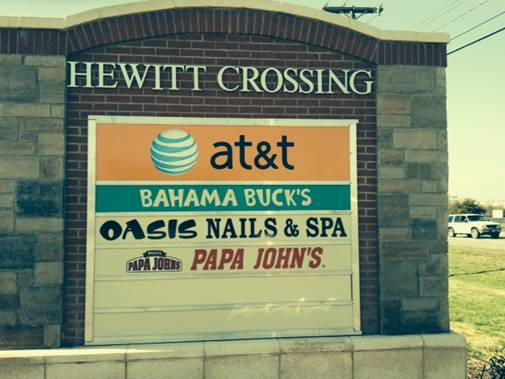 HEWITT CROSSING
at&t
BAHAMA BUCK'S
OASIS NAILS & SPA
PAPA JOHNS PAPA JOHN'S